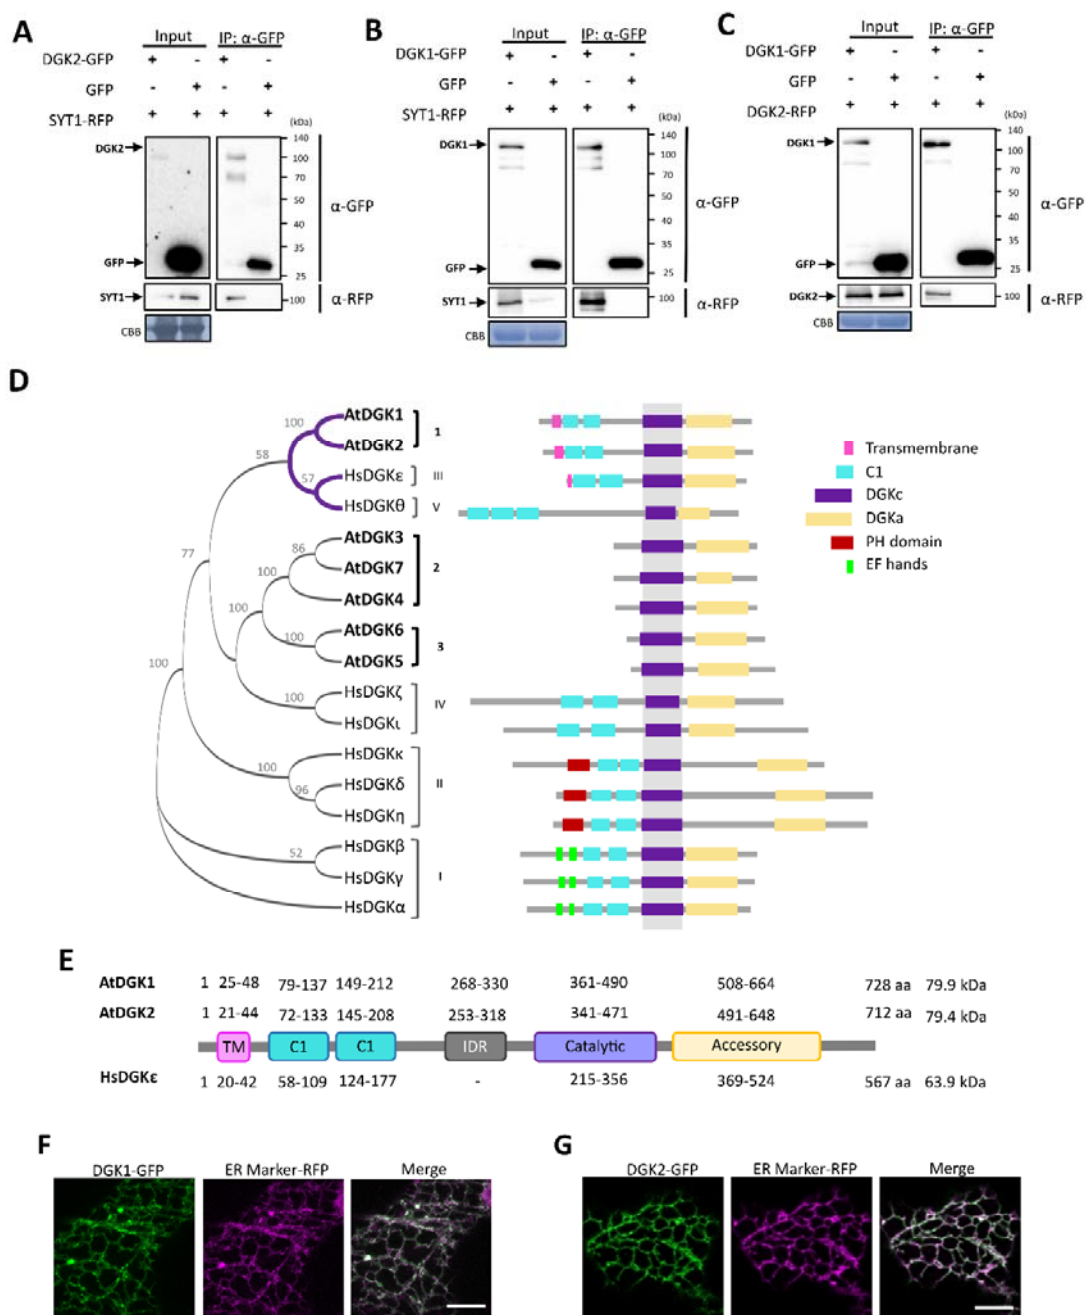 A
Input IP: α-GFP
DGK2-GFP + - + -
GFP - + - +
SYT1-RFP + + + +
(kDa)
DGK2
140
100
70
50
40
35
25
GFP
α-GFP
SYT1
100
α-RFP
CBB
B
Input IP: α-GFP
DGK1-GFP + - + -
GFP - + - +
SYT1-RFP + + + +
(kDa)
DGK1
140
100
70
50
40
35
25
GFP
α-GFP
SYT1
100
α-RFP
CBB
C
Input IP: α-GFP
DGK1-GFP + - + -
GFP - + - +
DGK2-RFP + + + +
(kDa)
DGK1
140
100
70
50
40
35
25
GFP
α-GFP
DGK2
100
α-RFP
CBB
D
100
58
57
77
86
100
100
100
100
100
100
96
52
AtDGK1
AtDGK2
1
HsDGKε III
HsDGKθ V
AtDGK3
AtDGK7
AtDGK4
2
AtDGK6
AtDGK5
3
HsDGKζ
HsDGKι
IV
HsDGKκ
HsDGKδ
HsDGKη
II
HsDGKβ
HsDGKγ
HsDGKα
I
Transmembrane
C1
DGKc
DGKa
PH domain
EF hands
E
AtDGK1 1 25-48 79-137 149-212 268-330 361-490 508-664 728 aa 79.9 kDa
AtDGK2 1 21-44 72-133 145-208 253-318 341-471 491-648 712 aa 79.4 kDa
TM C1 C1 IDR Catalytic Accessory
HsDGKε 1 20-42 58-109 124-177 - 215-356 369-524 567 aa 63.9 kDa
F
DGK1-GFP ER Marker-RFP Merge
G
DGK2-GFP ER Marker-RFP Merge